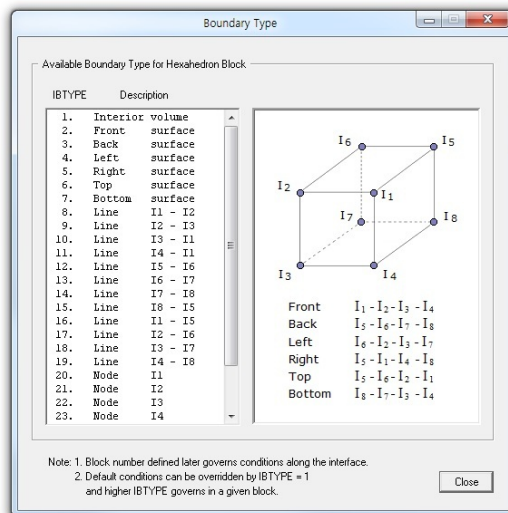 Boundary Type
Available Boundary Type for Hexahedron Block
IBTYPE Description
1. Interior volume
2. Front surface
3. Back surface
4. Left surface
5. Right surface
6. Top surface
7. Bottom surface
8. Line I1 - I2
9. Line I2 - I3
10. Line I3 - I1
11. Line I4 - I1
12. Line I5 - I6
13. Line I6 - I7
14. Line I7 - I8
15. Line I8 - I5
16. Line I1 - I5
17. Line I2 - I6
18. Line I3 - I7
19. Line I4 - I8
20. Node I1
21. Node I2
22. Node I3
23. Node I4
I6 I5
I2 I1
I7 I8
I3 I4
Front I1 - I2 - I3 - I4
Back I5 - I6 - I7 - I8
Left I6 - I2 - I3 - I7
Right I5 - I1 - I4 - I8
Top I5 - I6 - I2 - I1
Bottom I8 - I7 - I3 - I4
Note: 1. Block number defined later governs conditions along the interface.
2. Default conditions can be overridden by IBTYPE = 1
and higher IBTYPE governs in a given block.
Close